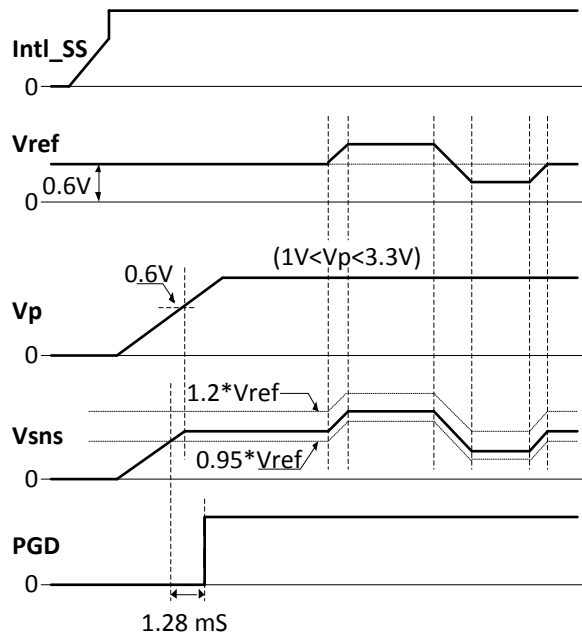 Intl_SS
0
Vref
0.6V
0
(1V<Vp<3.3V)
0.6V
Vp
0
1.2*Vref
Vsns
0.95*Vref
0
PGD
0
1.28 mS